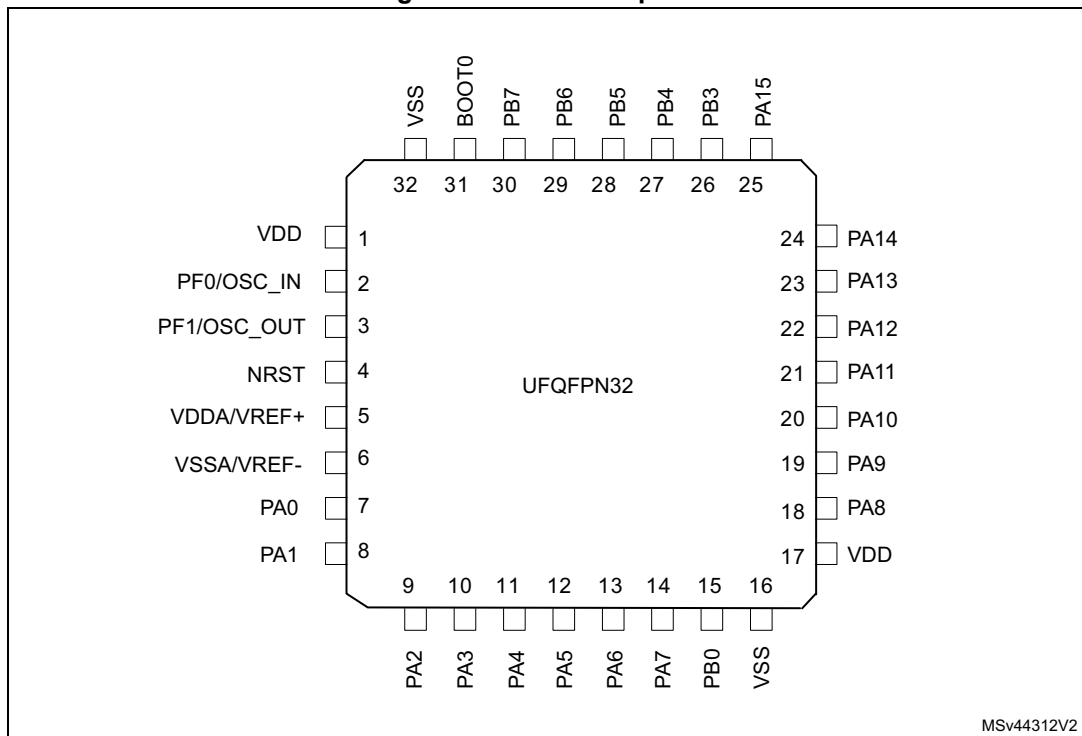 VSS BOOT0 PB7 PB6 PB5 PB4 PB3 PA15
32 31 30 29 28 27 26 25
VDD 1 24 PA14
PF0/OSC_IN 2 23 PA13
PF1/OSC_OUT 3 22 PA12
NRST 4 21 PA11
UFQFPN32
VDDA/VREF+ 5 20 PA10
VSSA/VREF- 6 19 PA9
PA0 7 18 PA8
PA1 8 17 VDD
9 10 11 12 13 14 15 16
PA2 PA3 PA4 PA5 PA6 PA7 PB0 VSS
MSv44312V2